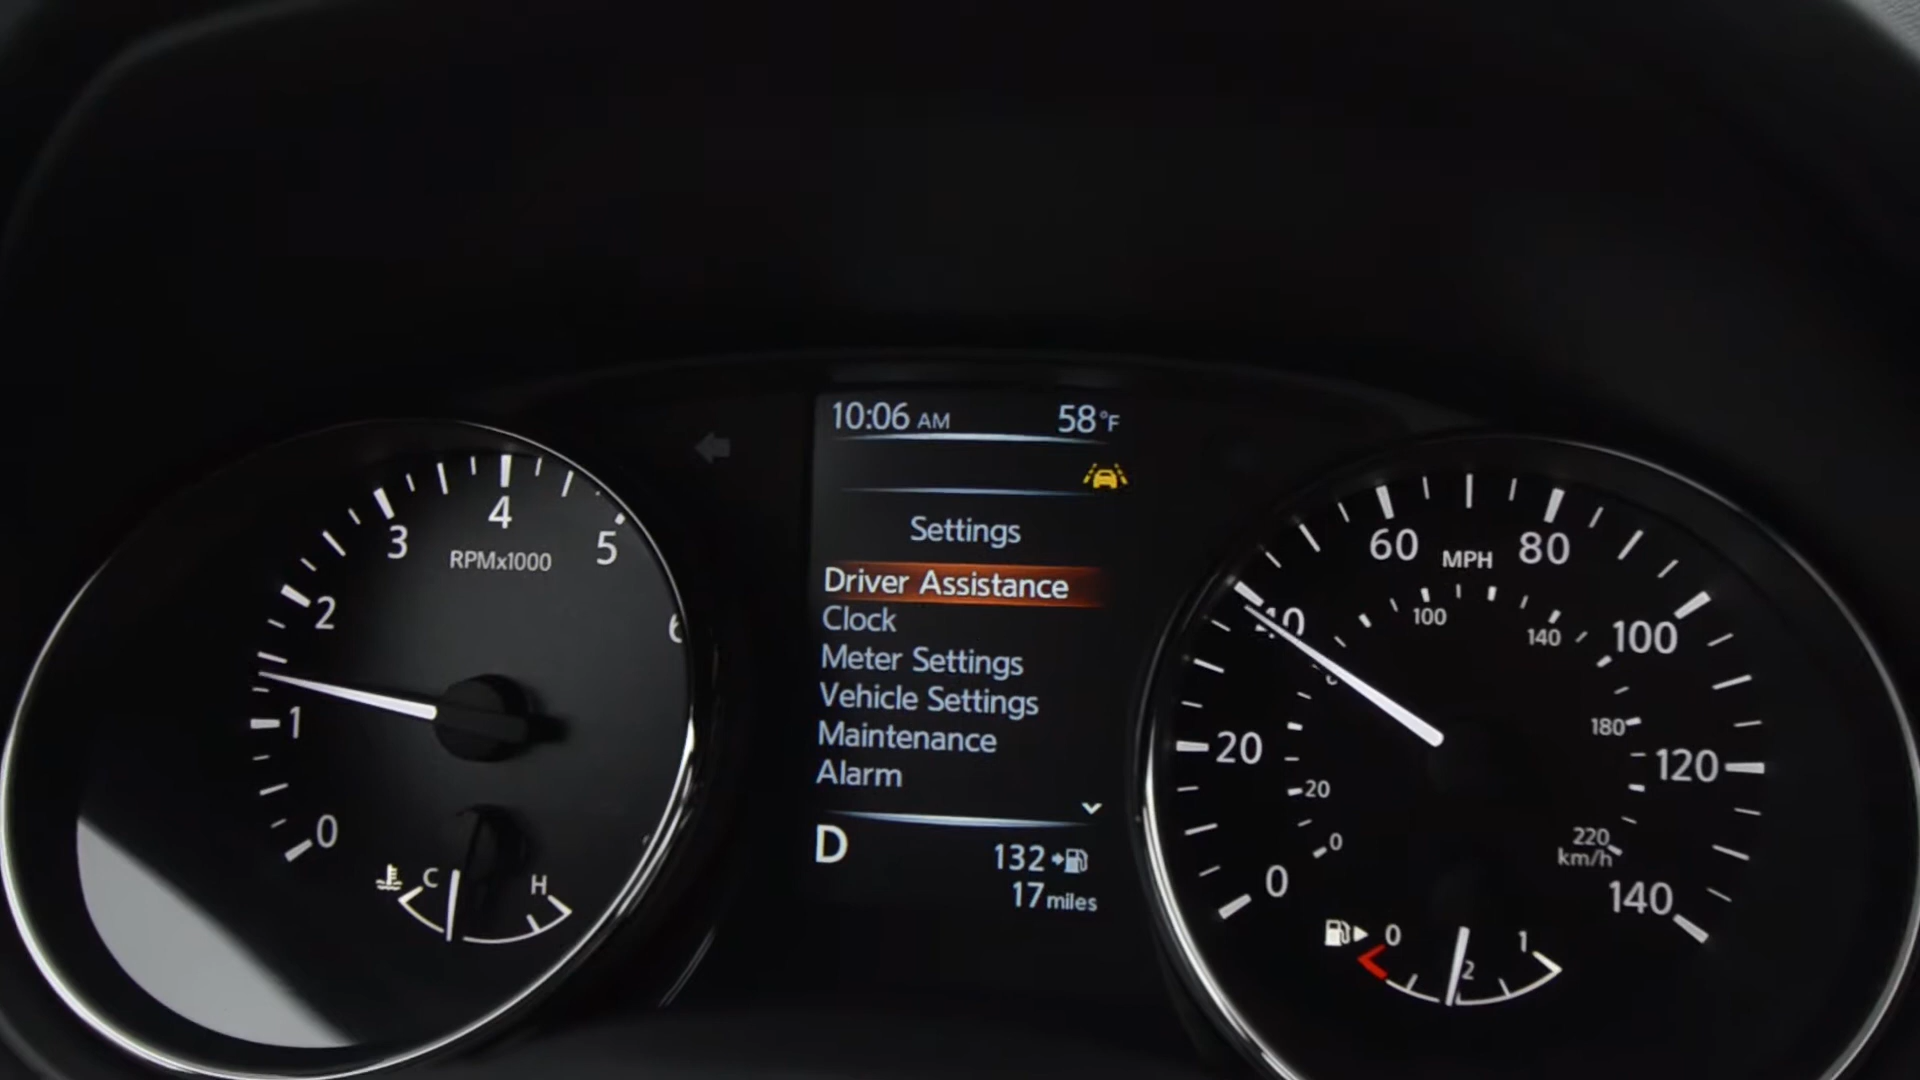 10:06 AM 58°F
Settings
Driver Assistance
Clock
Meter Settings
Vehicle Settings
Maintenance
Alarm
D 132
17 miles
0
1
2
3
4
5
6
RPMx1000
C H
0
20
40
60
MPH
80
100
120
140
0
20
100
140
180
220
km/h
0 2 1